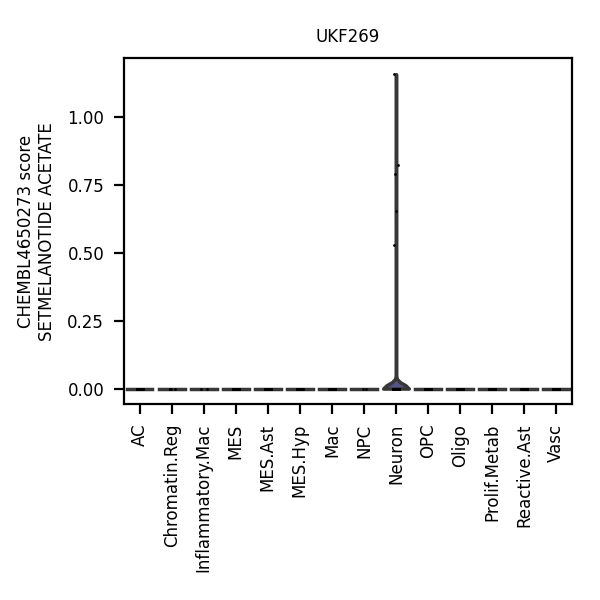 UKF269
CHEMBL4650273 score
SETMELANOTIDE ACETATE
1.00
0.75
0.50
0.25
0.00
AC
Chromatin.Reg
Inflammatory.Mac
MES
MES.Ast
MES.Hyp
Mac
NPC
Neuron
OPC
Oligo
Prolif.Metab
Reactive.Ast
Vasc